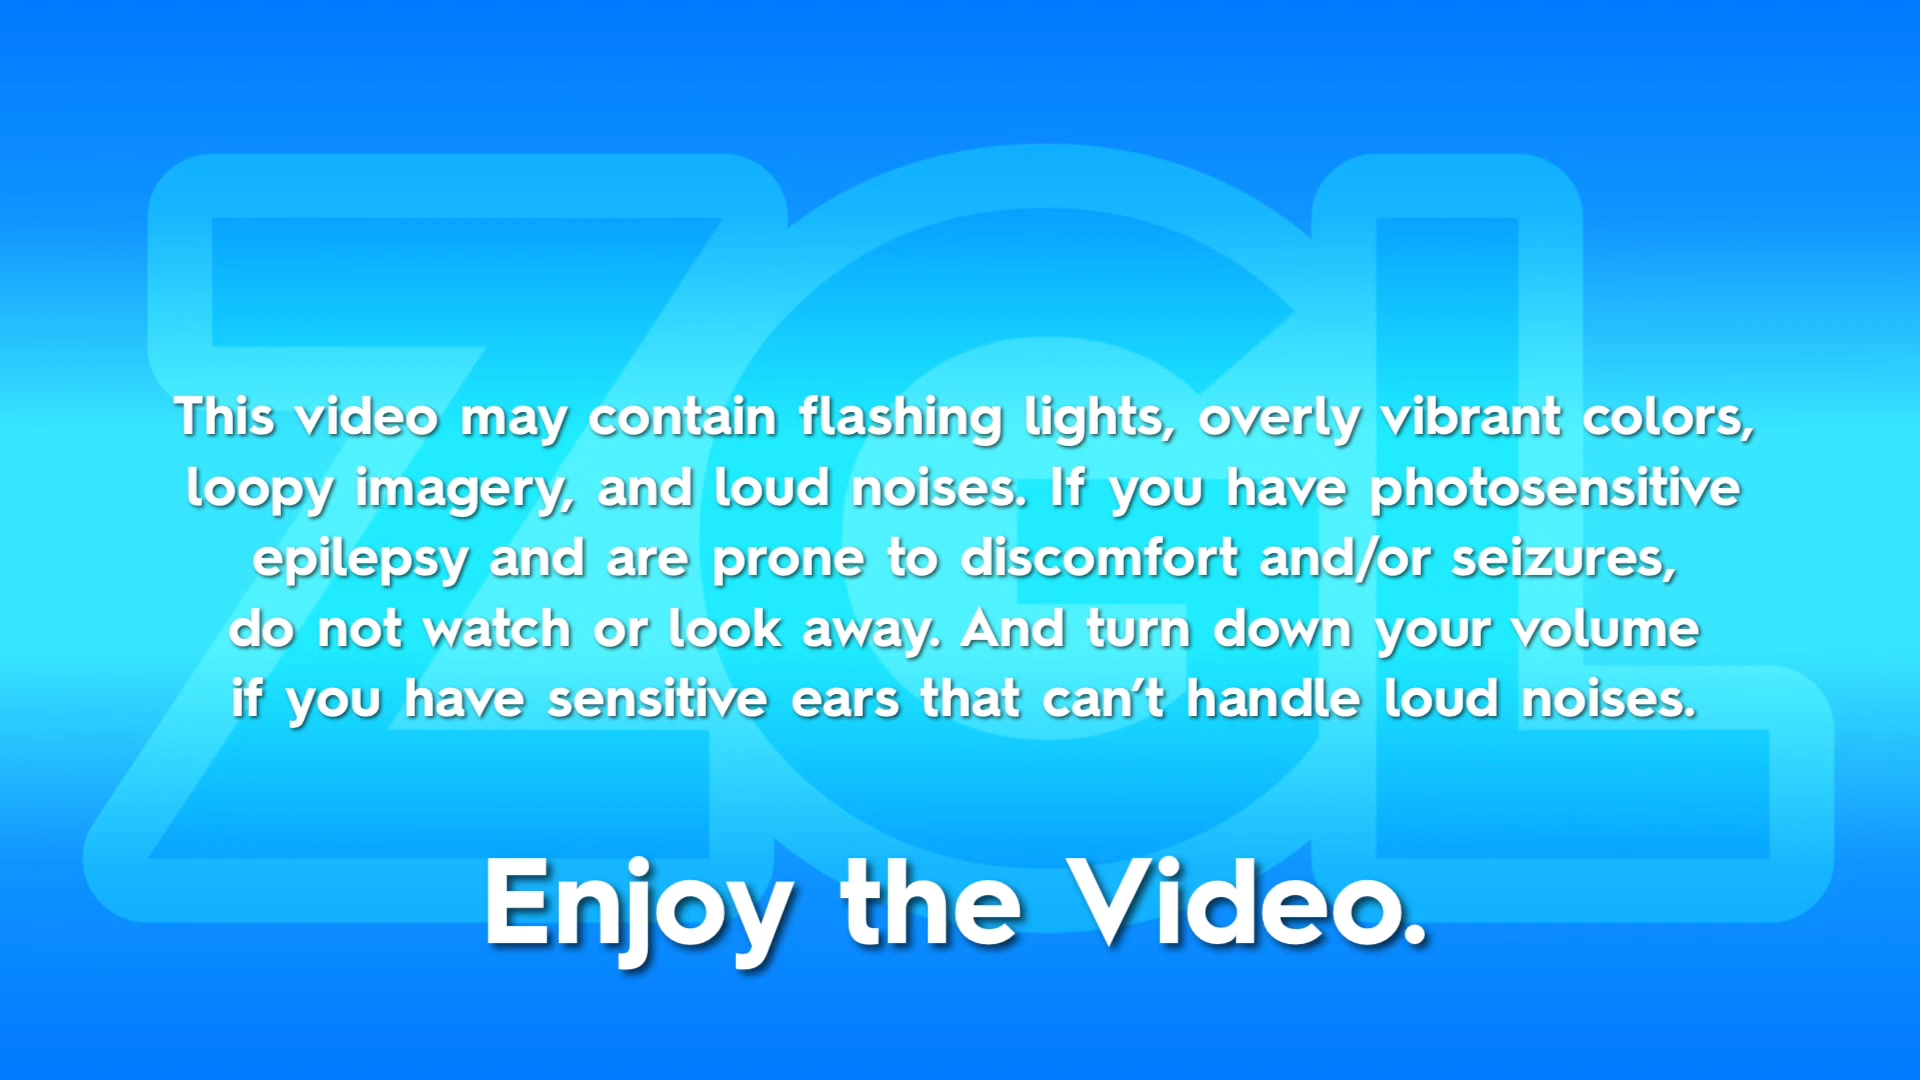 ZGL
This video may contain flashing lights, overly vibrant colors,
loopy imagery, and loud noises. If you have photosensitive
epilepsy and are prone to discomfort and/or seizures,
do not watch or look away. And turn down your volume
if you have sensitive ears that can’t handle loud noises.
Enjoy the Video.